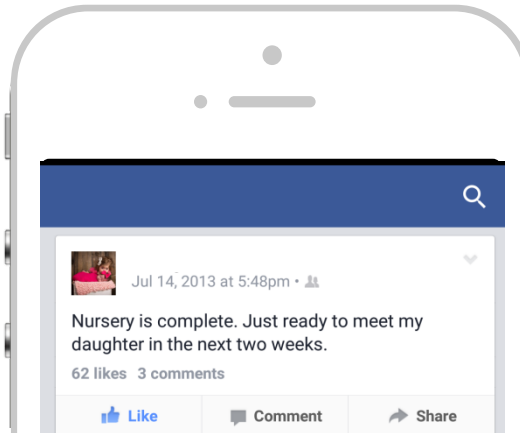 Jul 14, 2013 at 5:48pm •
Nursery is complete. Just ready to meet my
daughter in the next two weeks.
62 likes 3 comments
Like Comment Share